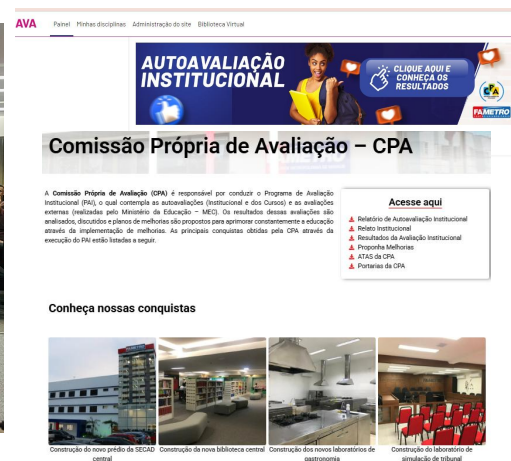 AVA
Painel Minhas disciplinas Administração do site Biblioteca Virtual
AUTOAVALIAÇÃO
INSTITUCIONAL
CLIQUE AQUI E
CONHEÇA OS
RESULTADOS
CPA
FAMETRO
Comissão Própria de Avaliação – CPA
A Comissão Própria de Avaliação (CPA) é responsável por conduzir o Programa de Avaliação
Institucional (PAI), o qual contempla as autoavaliações (Institucional e dos Cursos) e as avaliações
externas (realizadas pelo Ministério da Educação – MEC). Os resultados dessas avaliações são
analisados, discutidos e planos de melhorias são propostos para aprimorar constantemente a educação
através da implementação de melhorias. As principais conquistas obtidas pela CPA através da
execução do PAI estão listadas a seguir.
Acesse aqui
Relatório de Autoavaliação Institucional
Relato Institucional
Resultados da Avaliação Institucional
Proponha Melhorias
ATAS da CPA
Portarias da CPA
Conheça nossas conquistas
Construção do novo prédio da SECAD
central
Construção da nova biblioteca central
Construção dos novos laboratórios de
gastronomia
Construção do laboratório de
simulação de tribunal